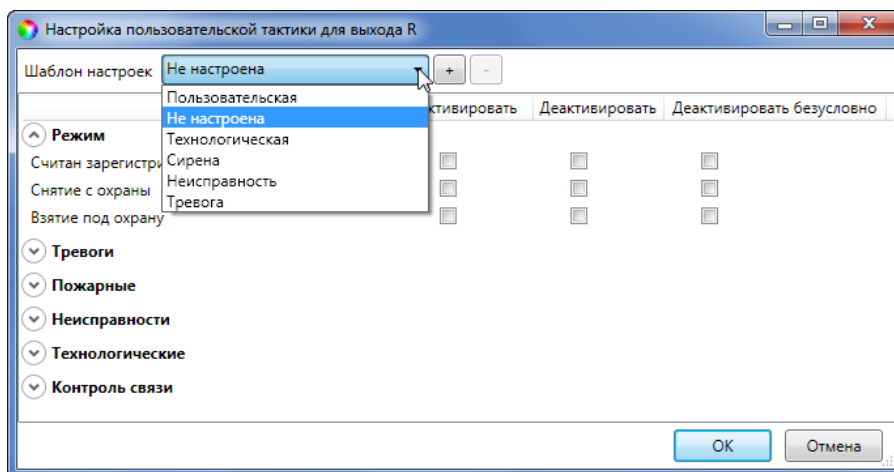 Настройка пользовательской тактики для выхода R
Шаблон настроек Не настроена + -
Пользовательская
Не настроена
Технологическая
Сирена
Неисправность
Тревога
Деактивировать Деактивировать безусловно
Режим
Считан
Снятие с охраны
Взятие под охрану
Тревоги
Пожарные
Неисправности
Технологические
Контроль связи
OK Отмена